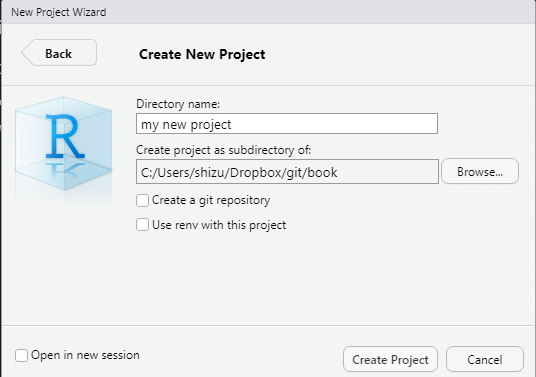 New Project Wizard
Back
Create New Project
R
Directory name:
my new project
Create project as subdirectory of:
C:/Users/shizu/Dropbox/git/book
Browse...
Create a git repository
Use renv with this project
Open in new session
Create Project
Cancel